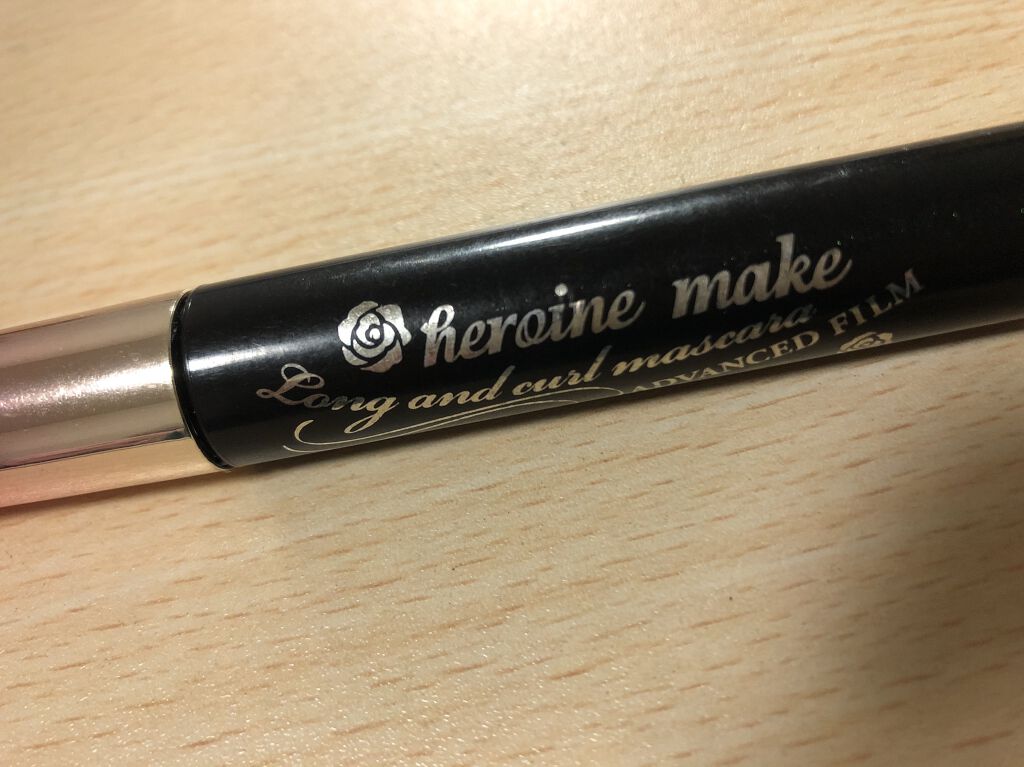 heroine make
Long and curl mascara
ADVANCED FILM